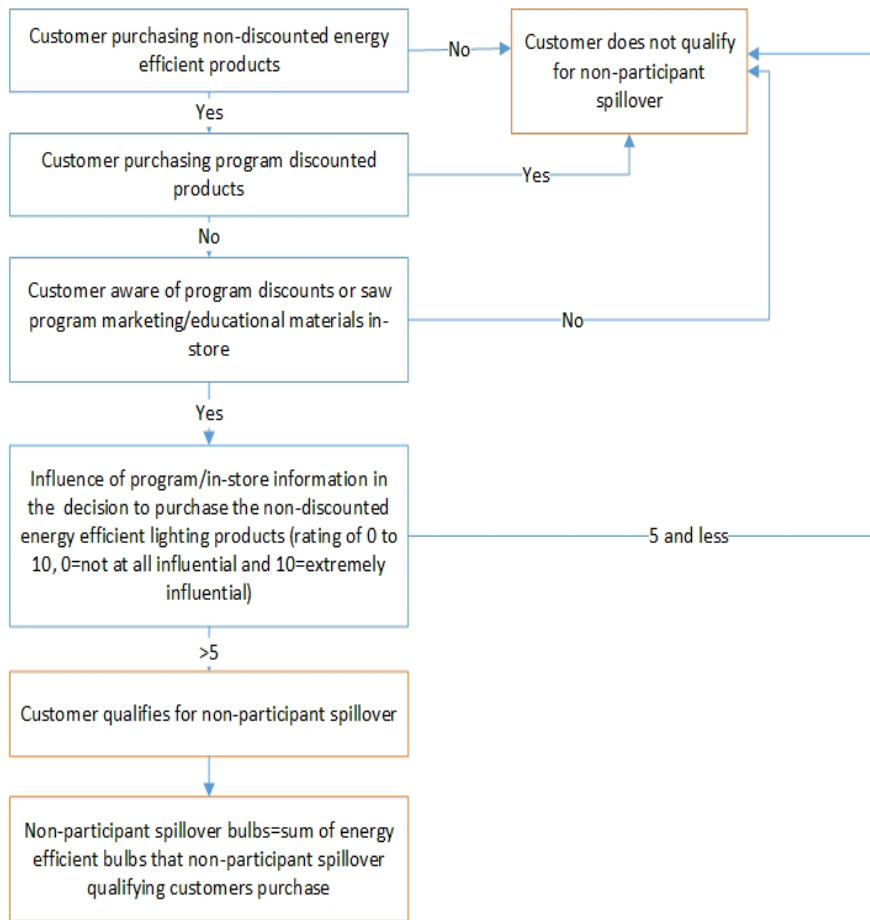 Customer purchasing non-discounted energy
efficient products
No
Customer does not qualify
for non-participant
spillover
Yes
Customer purchasing program discounted
products
Yes
No
Customer aware of program discounts or saw
program marketing/educational materials in-
store
No
Yes
Influence of program/in-store information in
the decision to purchase the non-discounted
energy efficient lighting products (rating of 0 to
10, 0=not at all influential and 10=extremely
influential)
5 and less
>5
Customer qualifies for non-participant spillover
Non-participant spillover bulbs=sum of energy
efficient bulbs that non-participant spillover
qualifying customers purchase